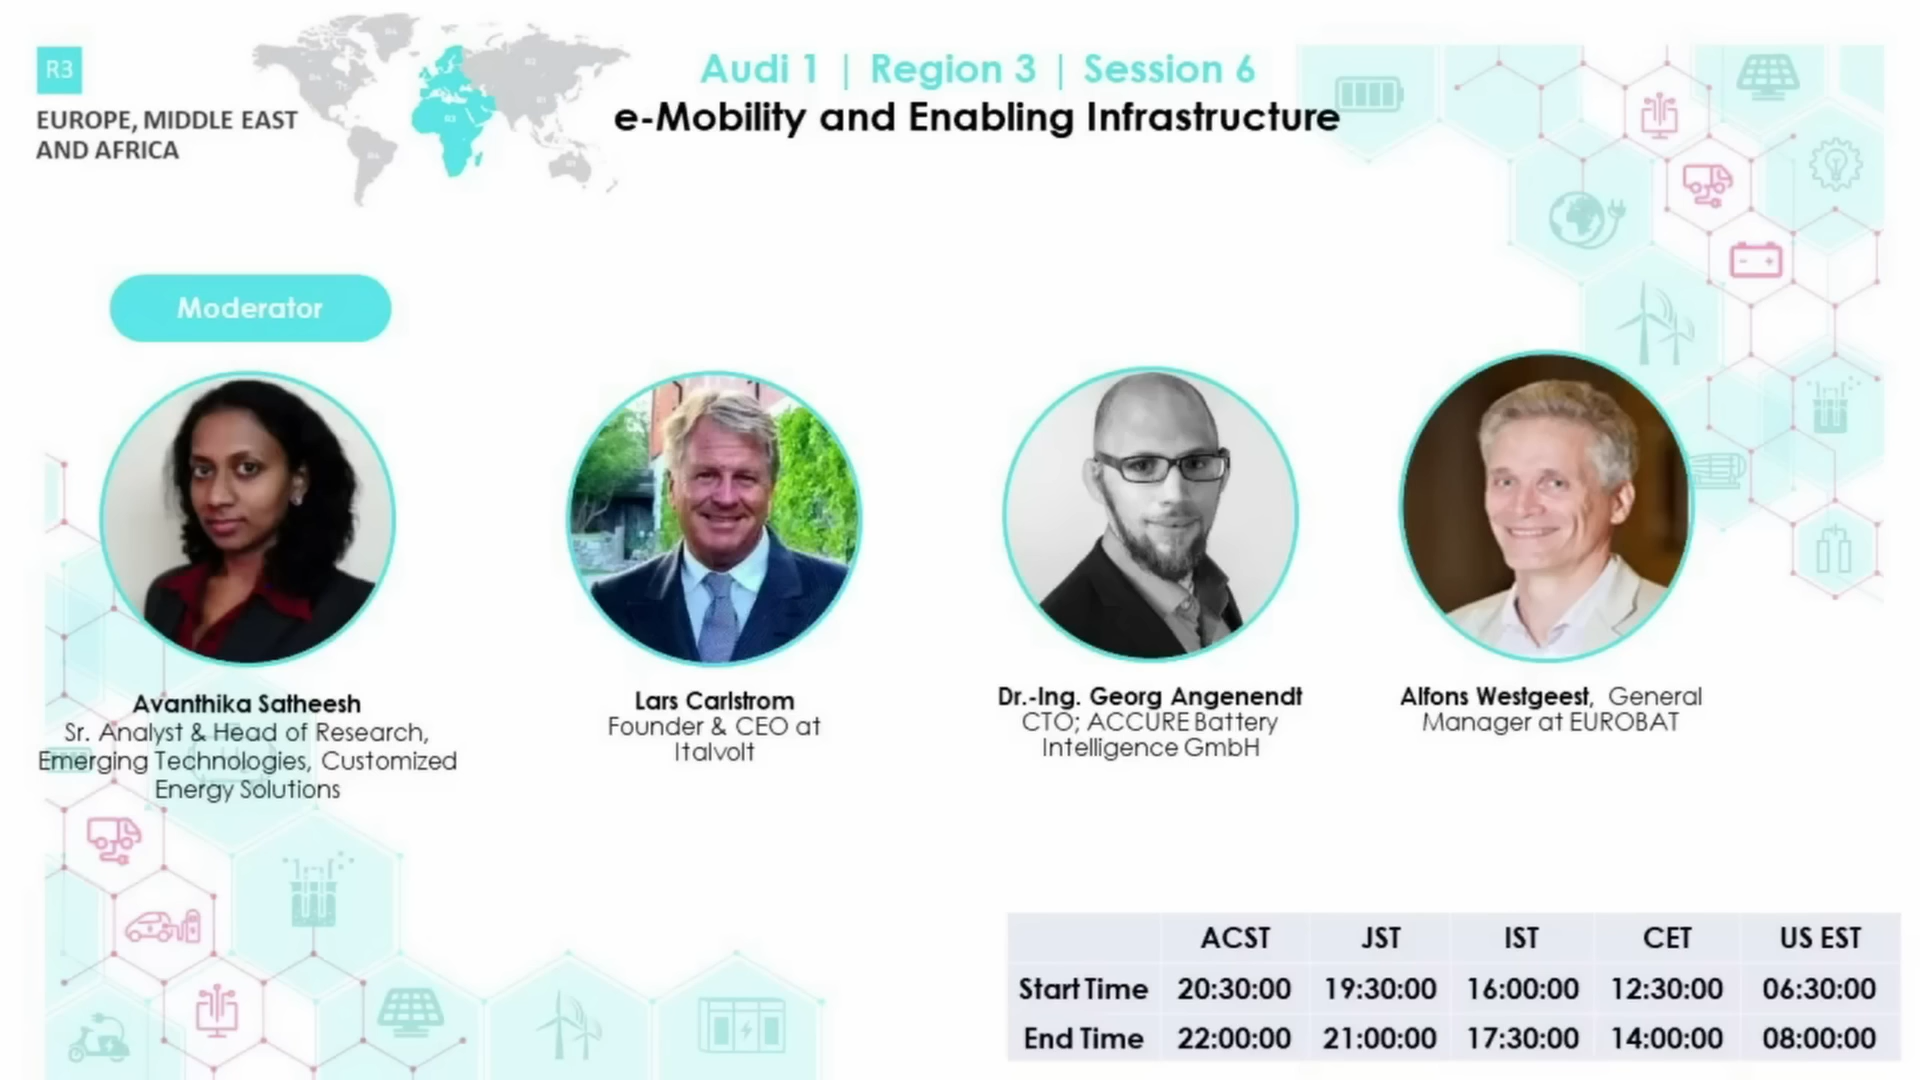 R3
EUROPE, MIDDLE EAST
AND AFRICA
Audi 1 | Region 3 | Session 6
e-Mobility and Enabling Infrastructure
Moderator
Avanthika Satheesh
Sr. Analyst & Head of Research,
Emerging Technologies, Customized
Energy Solutions
Lars Carlstrom
Founder & CEO at
Italvolt
Dr.-Ing. Georg Angenendt
CTO; ACCURE Battery
Intelligence GmbH
Alfons Westgeest, General
Manager at EUROBAT
ACST JST IST CET US EST
Start Time 20:30:00 19:30:00 16:00:00 12:30:00 06:30:00
End Time 22:00:00 21:00:00 17:30:00 14:00:00 08:00:00